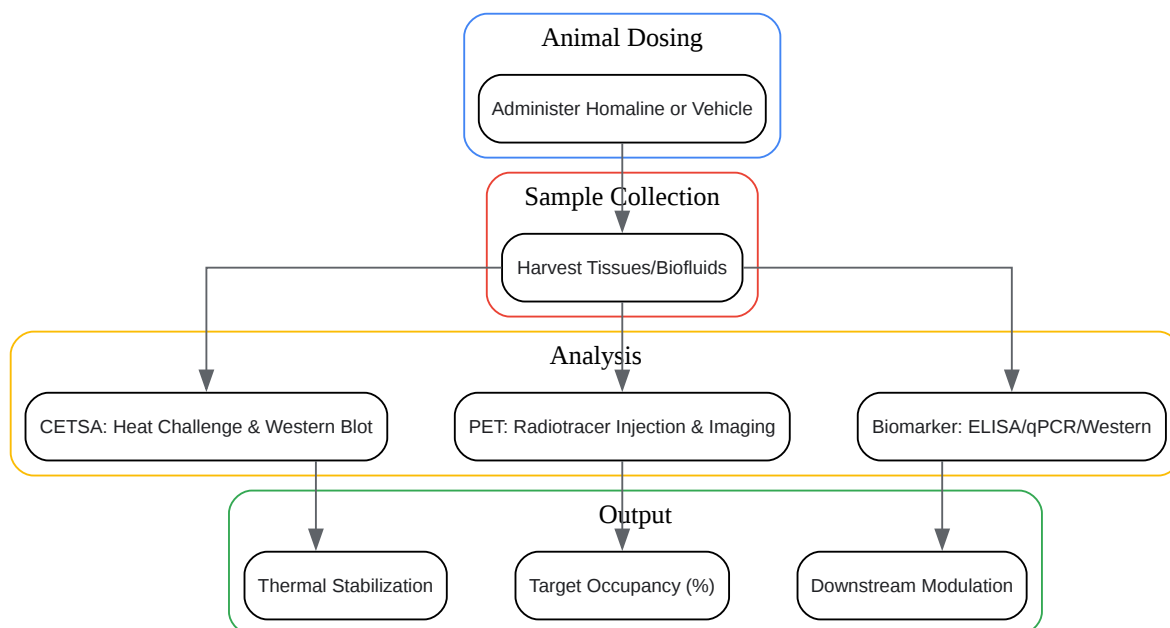 Animal Dosing
Administer Homaline or Vehicle
Sample Collection
Harvest Tissues/Biofluids
Analysis
CETSA: Heat Challenge & Western Blot
PET: Radiotracer Injection & Imaging
Biomarker: ELISA/qPCR/Western
Output
Thermal Stabilization
Target Occupancy (%)
Downstream Modulation